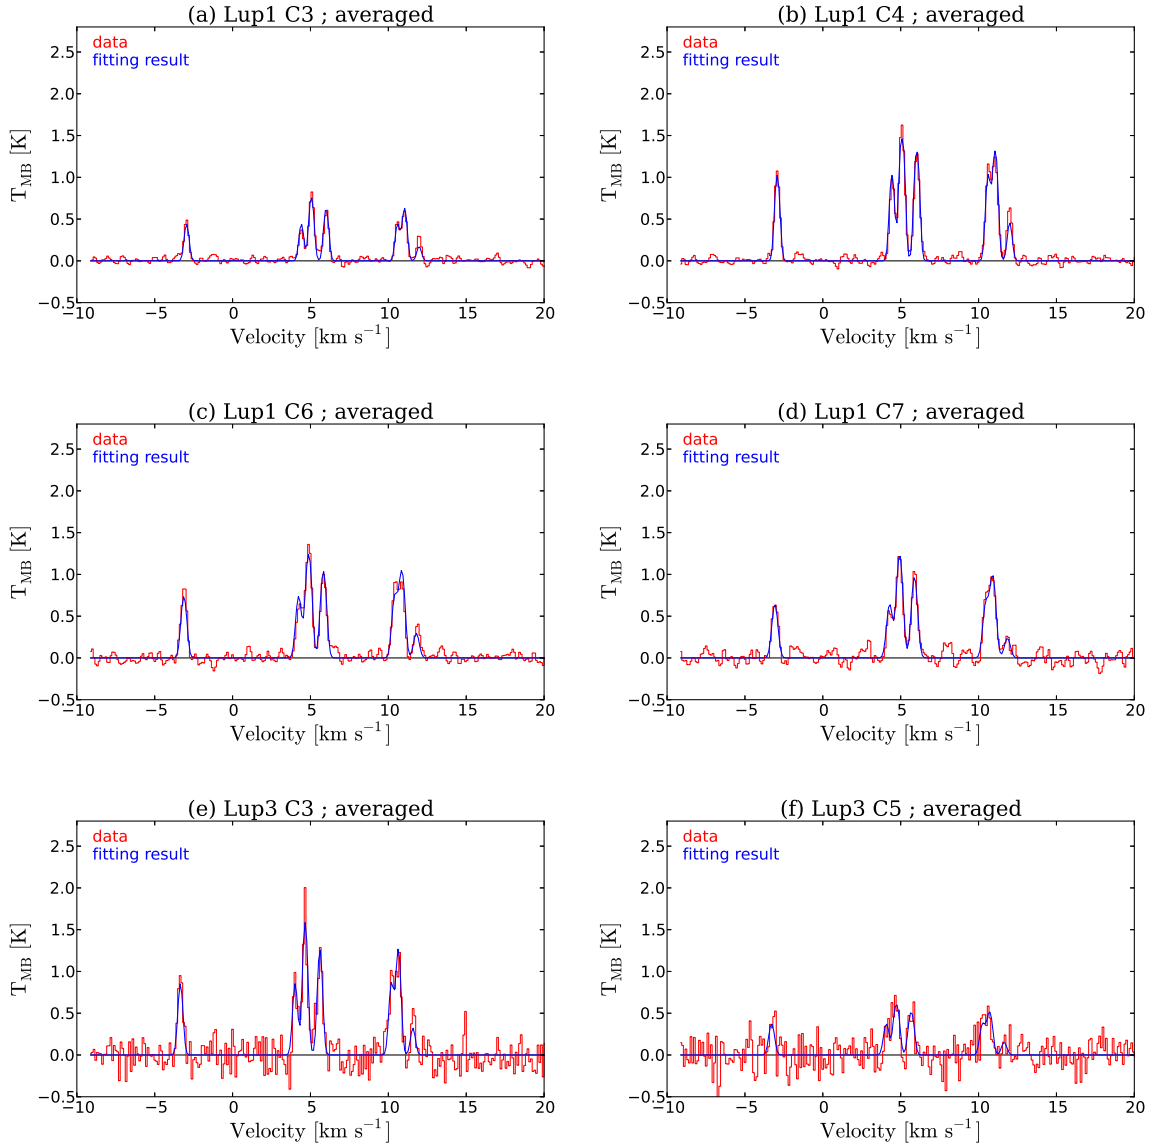 (a) Lup1 C3 ; averaged
data
fitting result
2.5
2.0
1.5
1.0
0.5
0.0
−0.5
−10
−5
0
5
10
15
20
T_MB [K]
Velocity [km s⁻¹]
(b) Lup1 C4 ; averaged
data
fitting result
2.5
2.0
1.5
1.0
0.5
0.0
−0.5
−10
−5
0
5
10
15
20
T_MB [K]
Velocity [km s⁻¹]
(c) Lup1 C6 ; averaged
data
fitting result
2.5
2.0
1.5
1.0
0.5
0.0
−0.5
−10
−5
0
5
10
15
20
T_MB [K]
Velocity [km s⁻¹]
(d) Lup1 C7 ; averaged
data
fitting result
2.5
2.0
1.5
1.0
0.5
0.0
−0.5
−10
−5
0
5
10
15
20
T_MB [K]
Velocity [km s⁻¹]
(e) Lup3 C3 ; averaged
data
fitting result
2.5
2.0
1.5
1.0
0.5
0.0
−0.5
−10
−5
0
5
10
15
20
T_MB [K]
Velocity [km s⁻¹]
(f) Lup3 C5 ; averaged
data
fitting result
2.5
2.0
1.5
1.0
0.5
0.0
−0.5
−10
−5
0
5
10
15
20
T_MB [K]
Velocity [km s⁻¹]